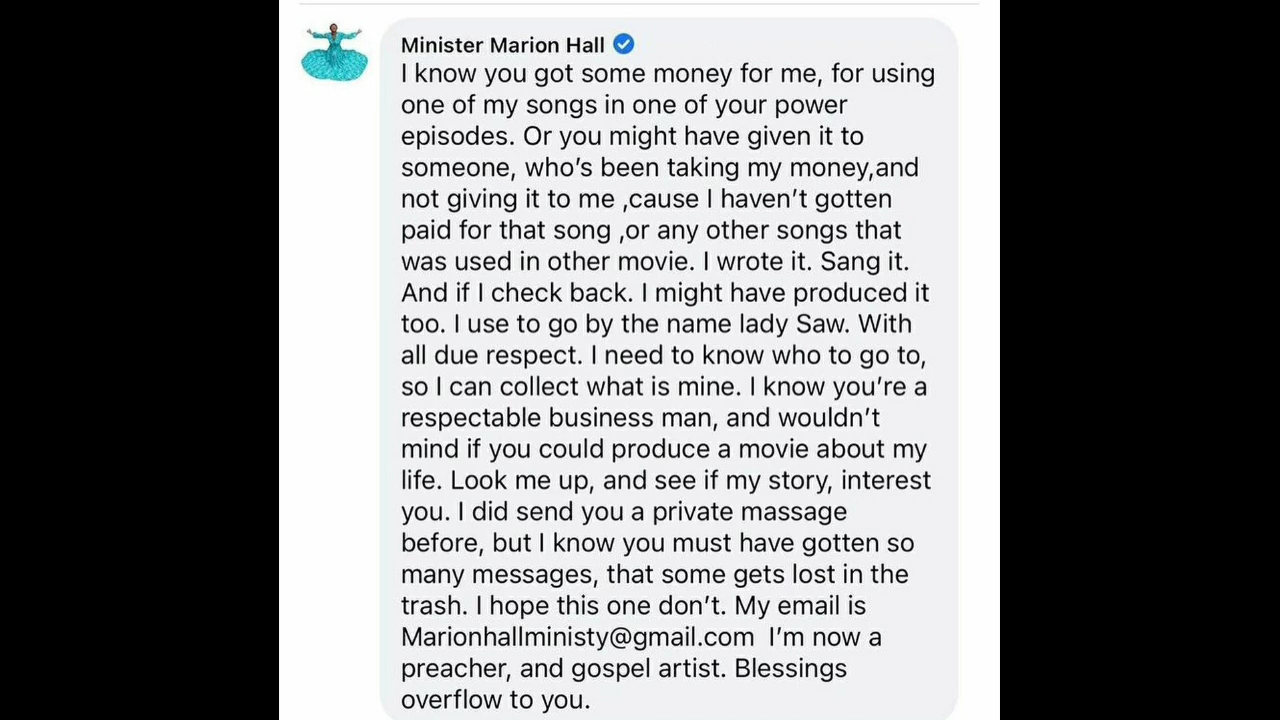 Minister Marion Hall
I know you got some money for me, for using
one of my songs in one of your power
episodes. Or you might have given it to
someone, who's been taking my money,and
not giving it to me ,cause I haven't gotten
paid for that song ,or any other songs that
was used in other movie. I wrote it. Sang it.
And if I check back. I might have produced it
too. I use to go by the name lady Saw. With
all due respect. I need to know who to go to,
so I can collect what is mine. I know you're a
respectable business man, and wouldn't
mind if you could produce a movie about my
life. Look me up, and see if my story, interest
you. I did send you a private massage
before, but I know you must have gotten so
many messages, that some gets lost in the
trash. I hope this one don't. My email is
Marionhallministy@gmail.com  I'm now a
preacher, and gospel artist. Blessings
overflow to you.